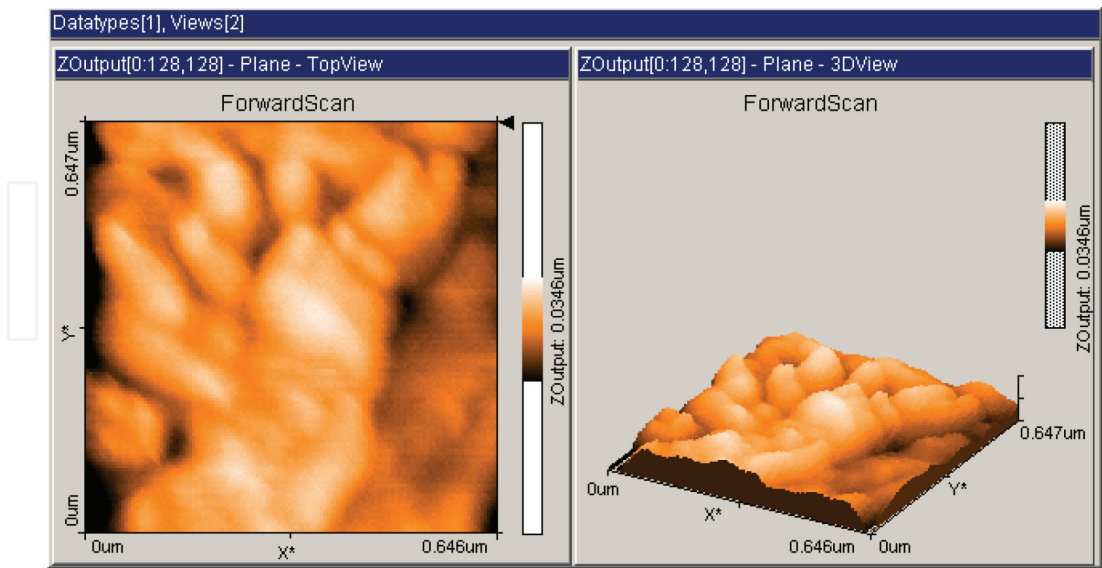 Datatypes[1], Views[2]
ZOutput[0:128,128] - Plane - TopView
ForwardScan
0.647um
Y*
0um
0um
X*
0.646um
ZOutput: 0.0346um
ZOutput[0:128,128] - Plane - 3DView
ForwardScan
ZOutput: 0.0346um
0.647um
Y*
0um
X*
0.646um
0um